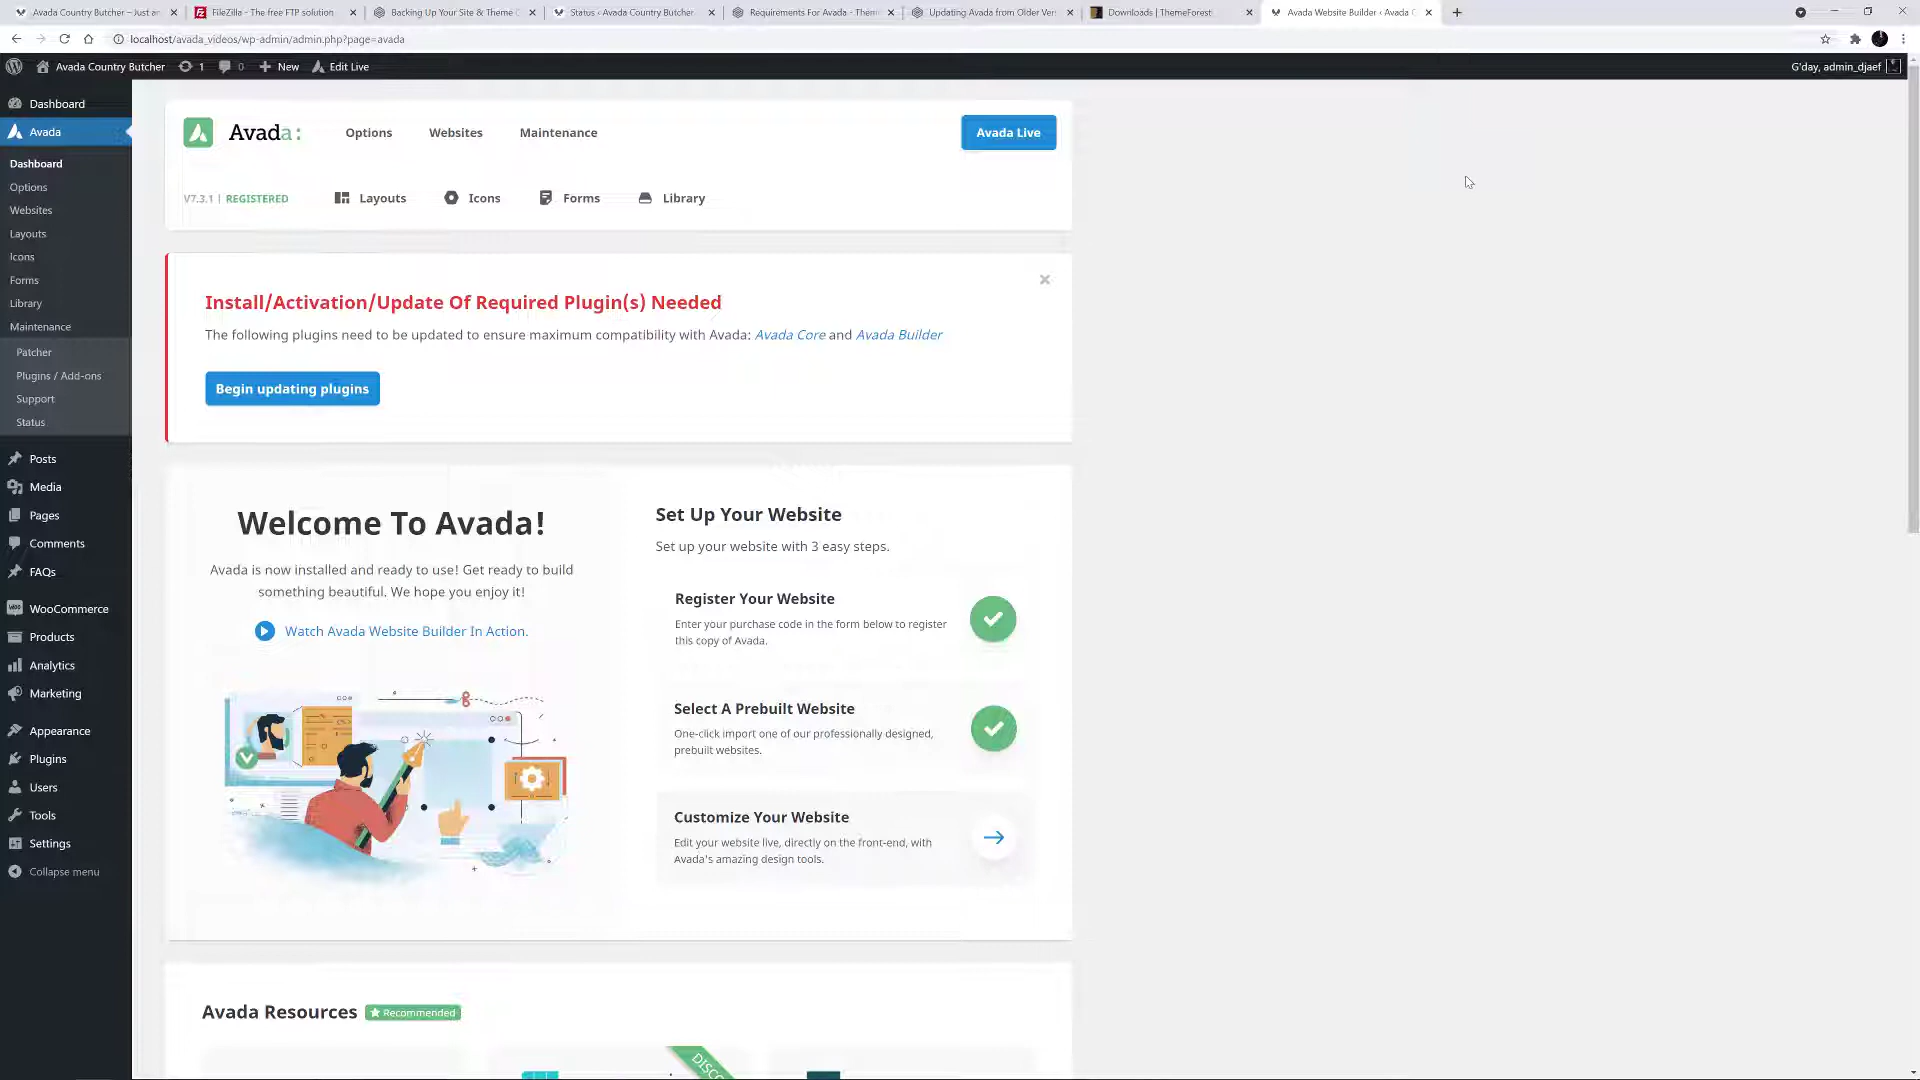 Avada Country Butcher – Just an
FileZilla - The free FTP solution
Backing Up Your Site & Theme
Status ‹ Avada Country Butcher
Requirements For Avada - Them
Updating Avada from Older Ver
Downloads | ThemeForest
Avada Website Builder ‹ Avada C
localhost/avada_videos/wp-admin/admin.php?page=avada
Avada Country Butcher 1 0 New Edit Live
G'day, admin_djaef
Dashboard
Avada
Dashboard
Options
Websites
Layouts
Icons
Forms
Library
Maintenance
Patcher
Plugins / Add-ons
Support
Status
Posts
Media
Pages
Comments
FAQs
WooCommerce
Products
Analytics
Marketing
Appearance
Plugins
Users
Tools
Settings
Collapse menu
Avada: Options Websites Maintenance Avada Live
V7.3.1 | REGISTERED Layouts Icons Forms Library
Install/Activation/Update Of Required Plugin(s) Needed
The following plugins need to be updated to ensure maximum compatibility with Avada: Avada Core and Avada Builder
Begin updating plugins
Welcome To Avada!
Avada is now installed and ready to use! Get ready to build
something beautiful. We hope you enjoy it!
Watch Avada Website Builder In Action.
Set Up Your Website
Set up your website with 3 easy steps.
Register Your Website
Enter your purchase code in the form below to register
this copy of Avada.
Select A Prebuilt Website
One-click import one of our professionally designed,
prebuilt websites.
Customize Your Website
Edit your website live, directly on the front-end, with
Avada's amazing design tools.
Avada Resources Recommended